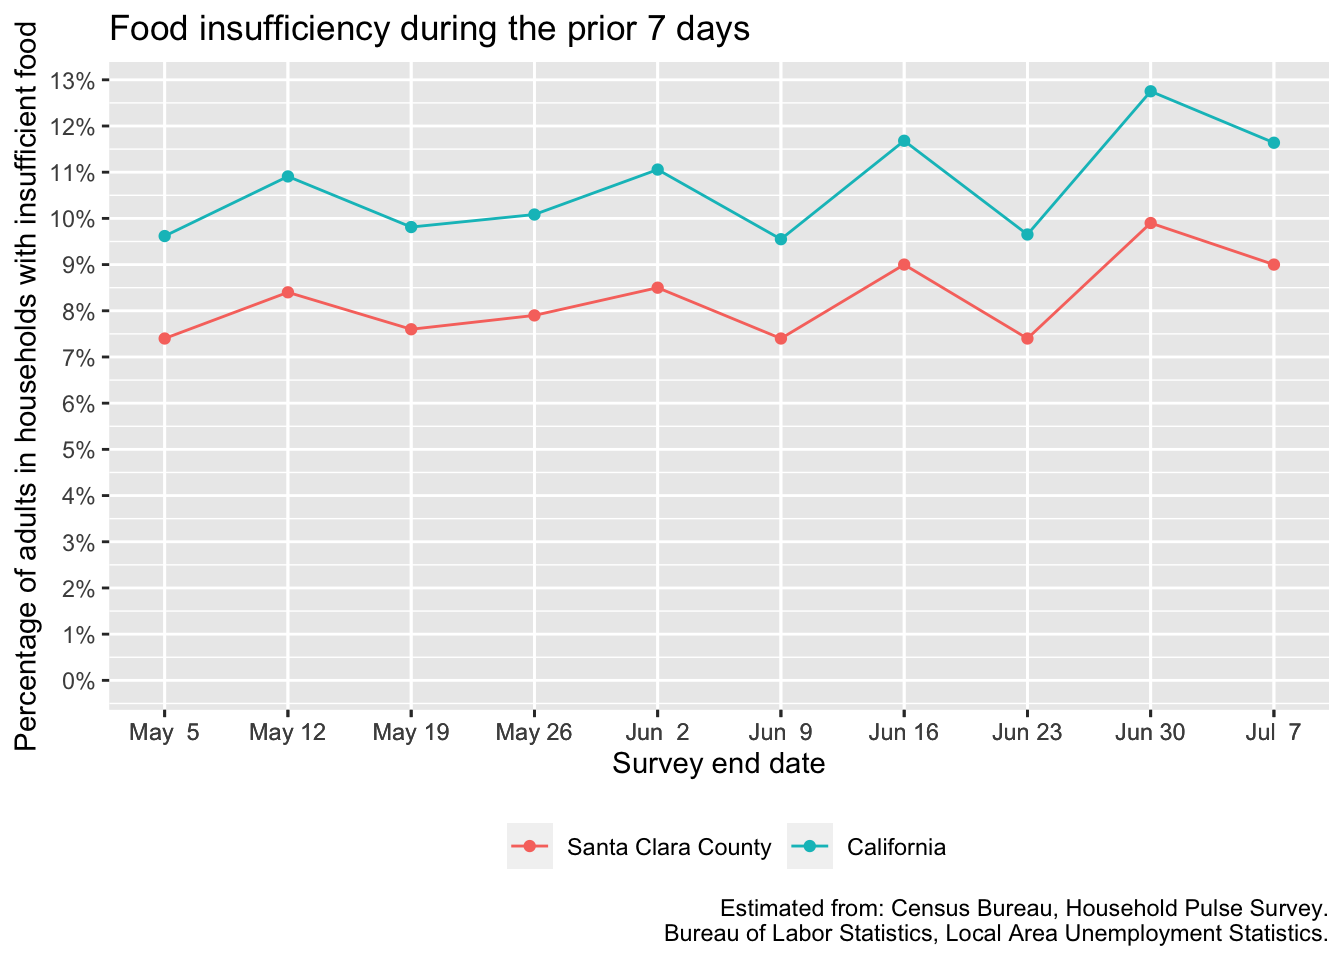 Food insufficiency during the prior 7 days
Percentage of adults in households with insufficient food
13%
12%
11%
10%
9%
8%
7%
6%
5%
4%
3%
2%
1%
0%
May 5 May 12 May 19 May 26 Jun 2 Jun 9 Jun 16 Jun 23 Jun 30 Jul 7
Survey end date
Santa Clara County California
Estimated from: Census Bureau, Household Pulse Survey.
Bureau of Labor Statistics, Local Area Unemployment Statistics.